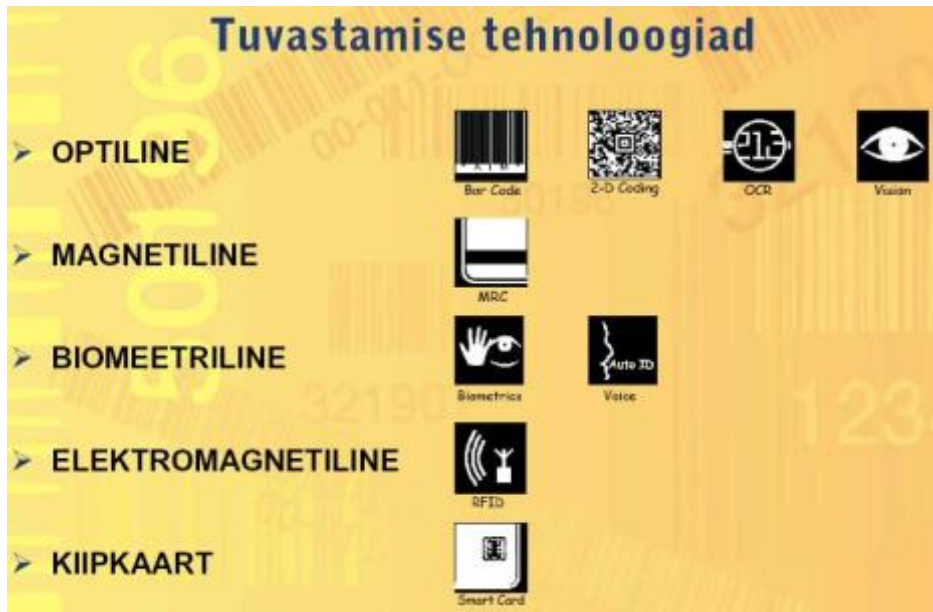 Tuvastamise tehnoloogiad
OPTILINE
Bar Code
2-D Coding
OCR
Vision
MAGNETILINE
MRC
BIOMEETRILINE
Biometrics
Auto ID
Voice
ELEKTROMAGNETILINE
RFID
KIIPKAART
Smart Card